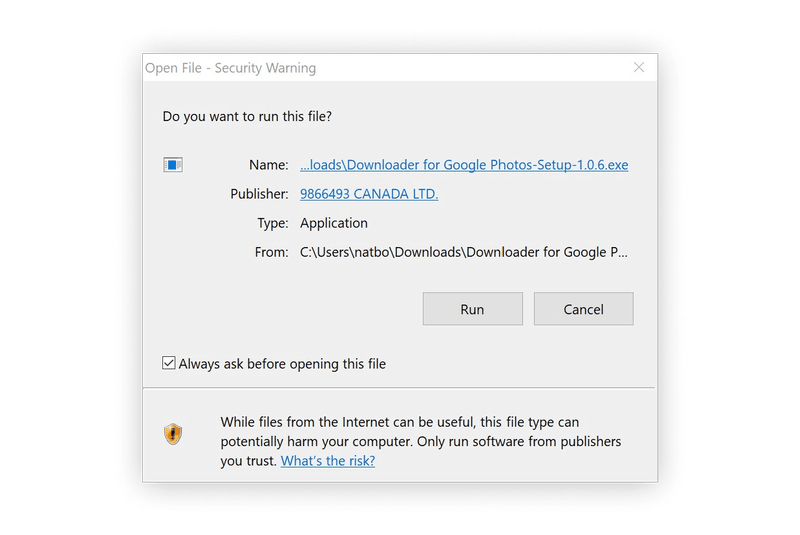 Open File - Security Warning
Do you want to run this file?
Name: ...loads\Downloader for Google Photos-Setup-1.0.6.exe
Publisher: 9866493 CANADA LTD.
Type: Application
From: C:\Users\natbo\Downloads\Downloader for Google P...
Run Cancel
Always ask before opening this file
While files from the Internet can be useful, this file type can
potentially harm your computer. Only run software from publishers
you trust. What's the risk?